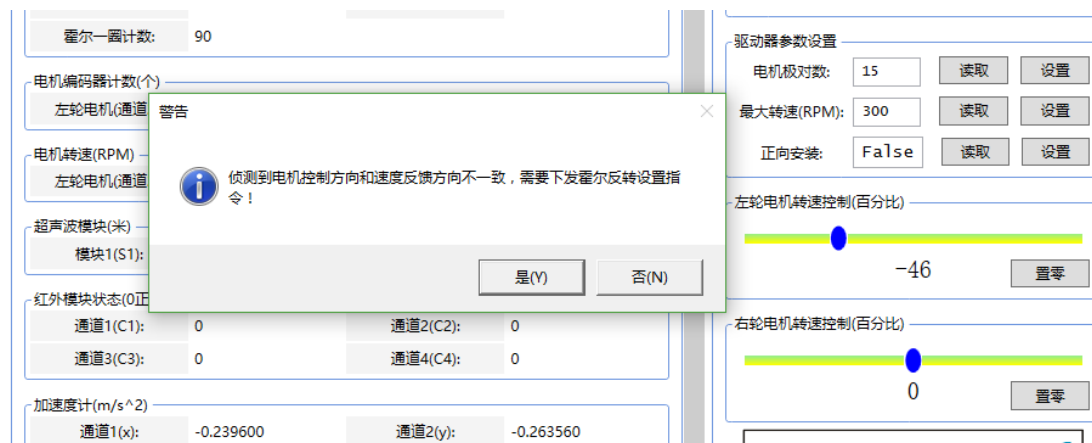 霍尔一圈计数: 90
电机编码器计数(个)
左轮电机(通道
电机转速(RPM)
左轮电机(通道
超声波模块(米)
模块1(S1):
红外模块状态(0正
通道1(C1): 0 通道2(C2): 0
通道3(C3): 0 通道4(C4): 0
加速度计(m/s^2)
通道1(x): -0.239600 通道2(y): -0.263560
警告
侦测到电机控制方向和速度反馈方向不一致，需要下发霍尔反转设置指
令！
是(Y) 否(N)
驱动器参数设置
电机极对数: 15 读取 设置
最大转速(RPM): 300 读取 设置
正向安装: False 读取 设置
左轮电机转速控制(百分比)
-46 置零
右轮电机转速控制(百分比)
0 置零